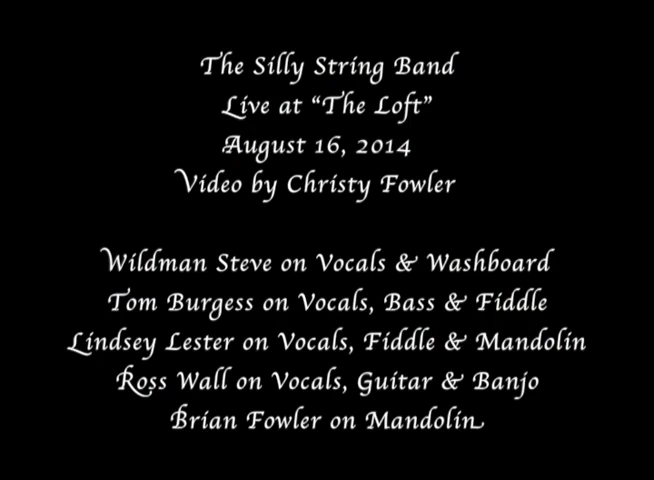 The Silly String Band
Live at “The Loft”
August 16, 2014
Video by Christy Fowler
Wildman Steve on Vocals & Washboard
Tom Burgess on Vocals, Bass & Fiddle
Lindsey Lester on Vocals, Fiddle & Mandolin
Ross Wall on Vocals, Guitar & Banjo
Brian Fowler on Mandolin